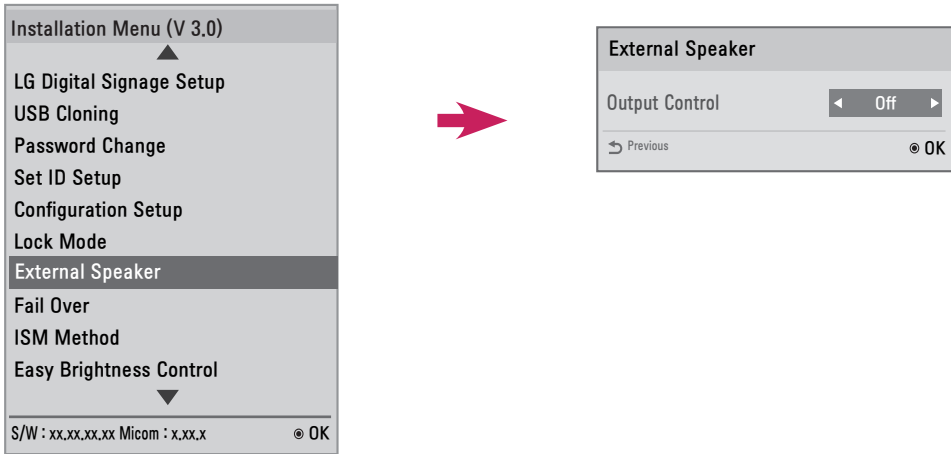 Installation Menu (V 3.0)
LG Digital Signage Setup
USB Cloning
Password Change
Set ID Setup
Configuration Setup
Lock Mode
External Speaker
Fail Over
ISM Method
Easy Brightness Control
S/W : xx.xx.xx.xx Micom : x.xx.x ◉ OK
External Speaker
Output Control ◀ Off ▶
Previous ◉ OK